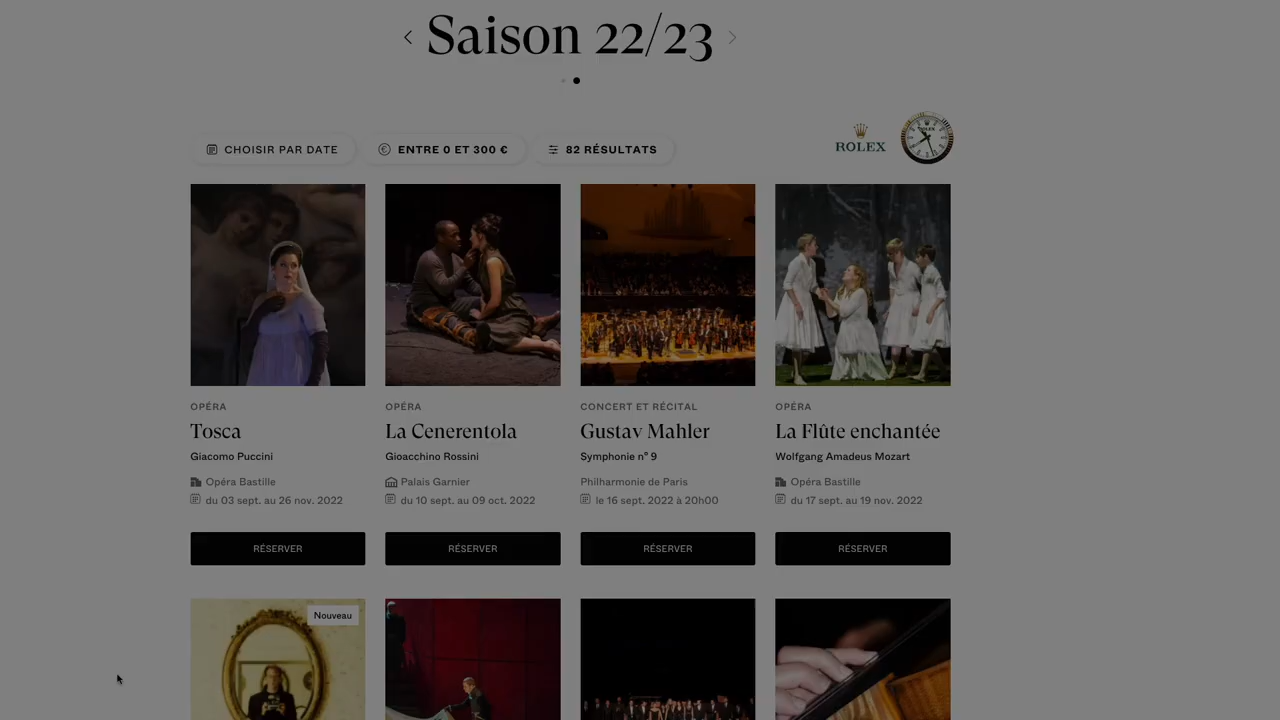 Saison 22/23
CHOISIR PAR DATE
ENTRE 0 ET 300 €
82 RÉSULTATS
ROLEX
OPÉRA
Tosca
Giacomo Puccini
Opéra Bastille
du 03 sept. au 26 nov. 2022
RÉSERVER
OPÉRA
La Cenerentola
Gioacchino Rossini
Palais Garnier
du 10 sept. au 09 oct. 2022
RÉSERVER
CONCERT ET RÉCITAL
Gustav Mahler
Symphonie n° 9
Philharmonie de Paris
le 16 sept. 2022 à 20h00
RÉSERVER
OPÉRA
La Flûte enchantée
Wolfgang Amadeus Mozart
Opéra Bastille
du 17 sept. au 19 nov. 2022
RÉSERVER
Nouveau